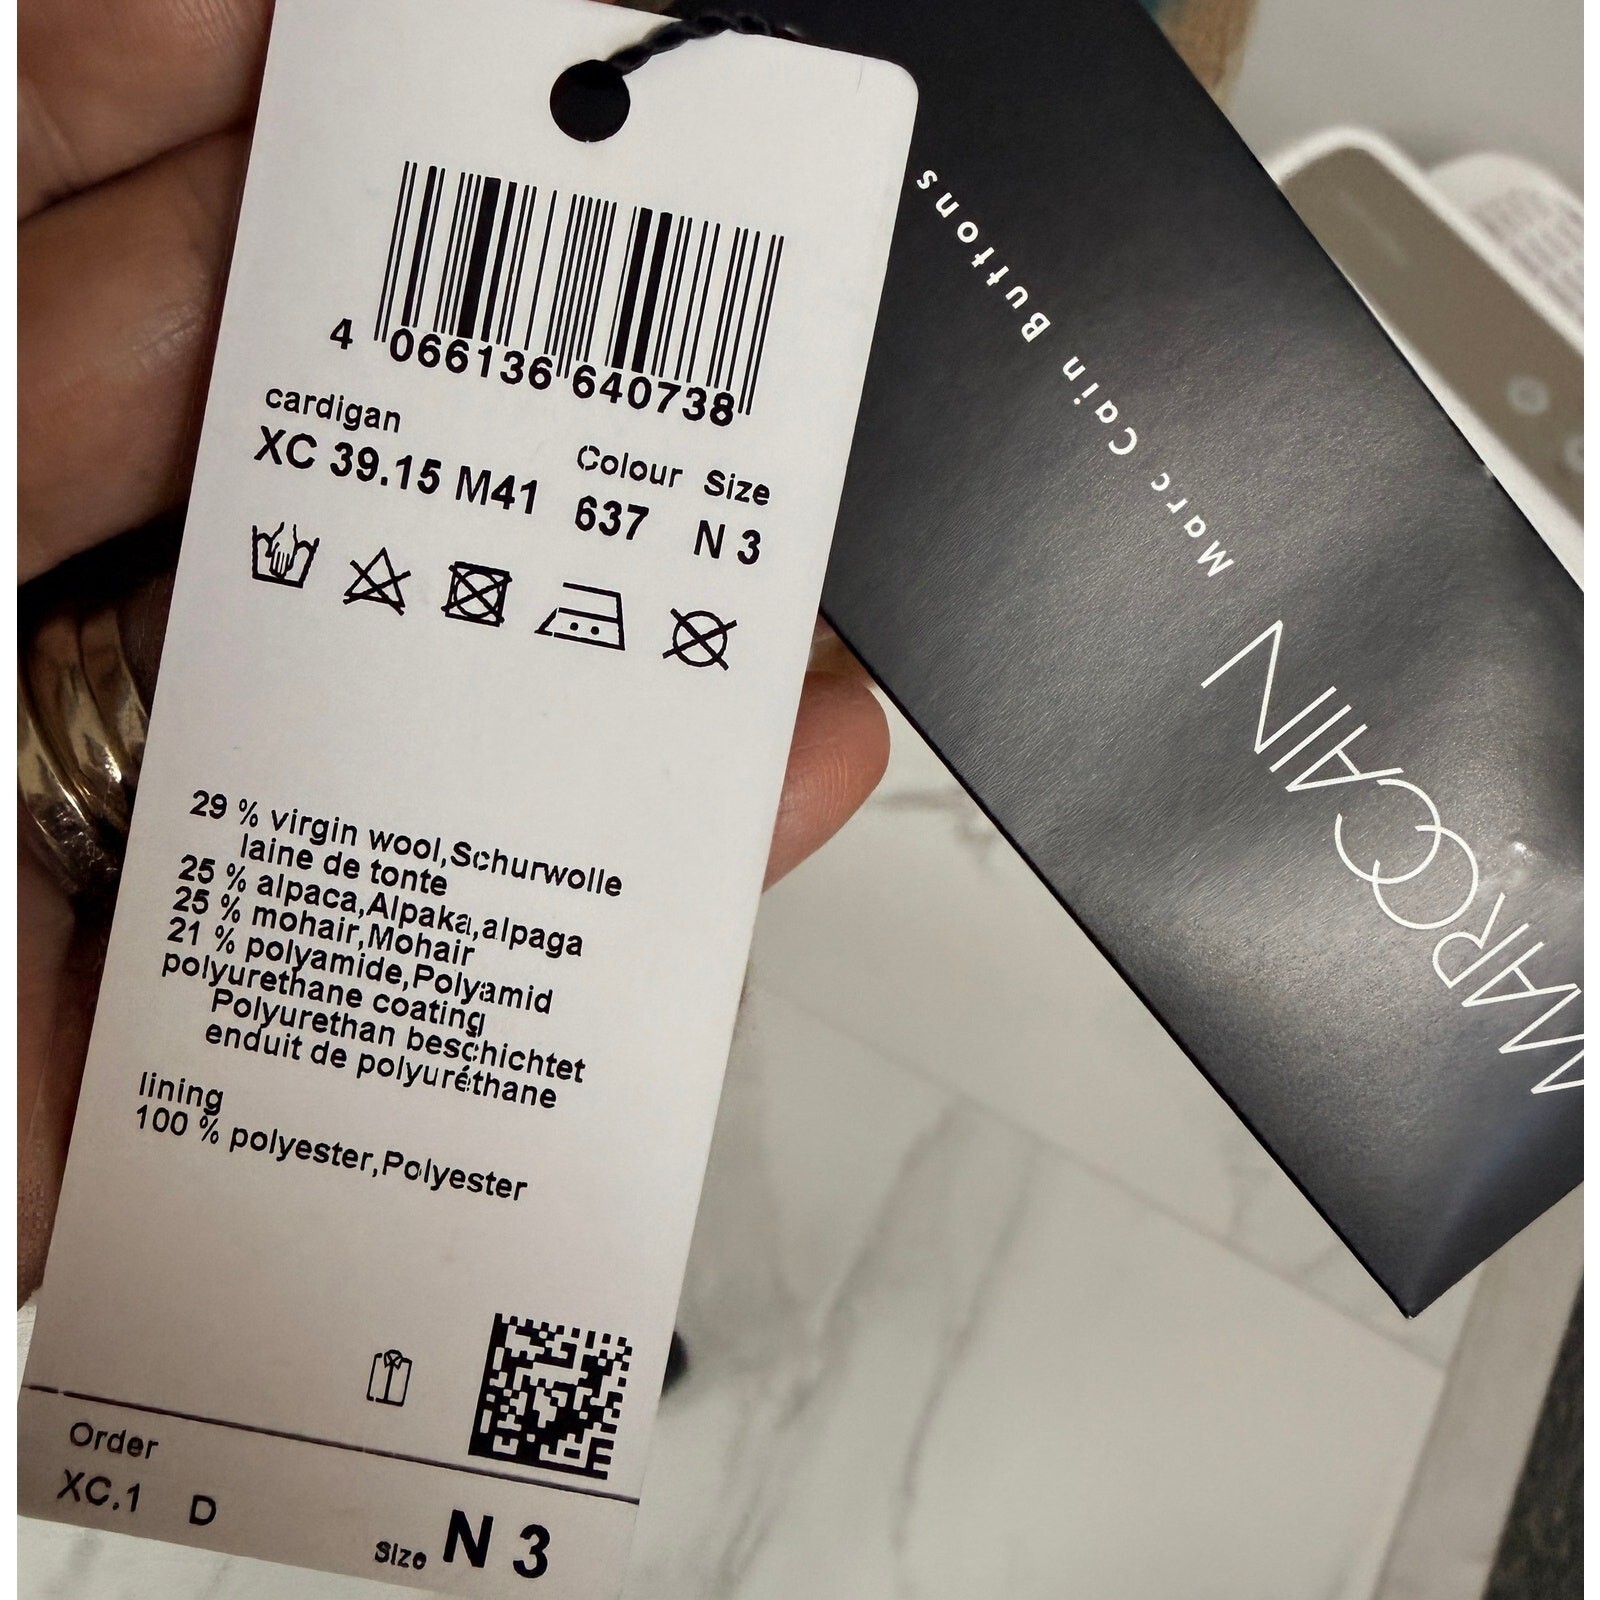 4 066136 640738
cardigan
Colour Size
XC 39.15 M41 637 N 3
29 % virgin wool,Schurwolle
laine de tonte
25 % alpaca,Alpaka,alpaga
25 % mohair,Mohair
21 % polyamide,Polyamid
polyurethane coating
Polyurethan beschichtet
enduit de polyuréthane
lining
100 % polyester,Polyester
Order
XC.1 D
Size N 3
Marc Cain Buttons
MARCCAIN